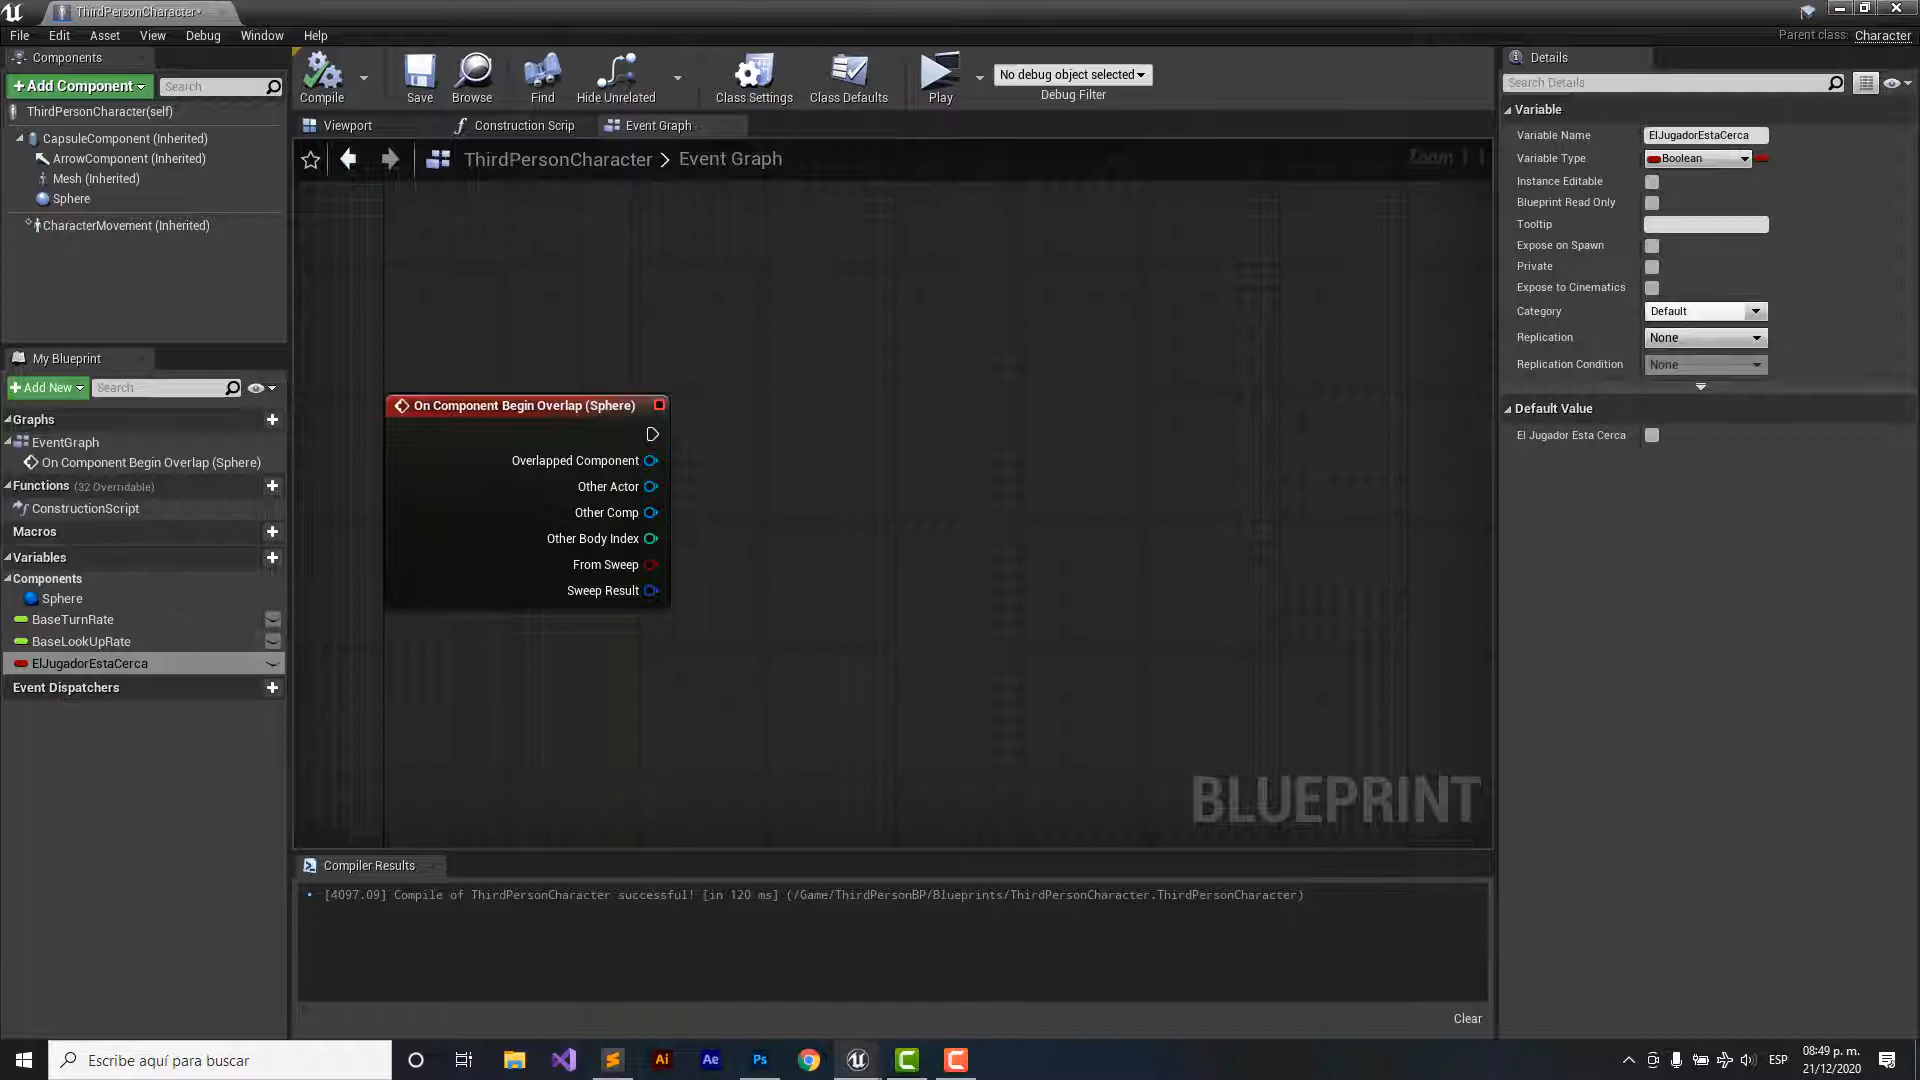 ThirdPersonCharacter*
File Edit Asset View Debug Window Help
Parent class: Character
Components
+Add Component
Search
ThirdPersonCharacter(self)
CapsuleComponent (Inherited)
ArrowComponent (Inherited)
Mesh (Inherited)
Sphere
CharacterMovement (Inherited)
My Blueprint
+Add New
Search
Graphs
EventGraph
On Component Begin Overlap (Sphere)
Functions (32 Overridable)
ConstructionScript
Macros
Variables
Components
Sphere
BaseTurnRate
BaseLookUpRate
ElJugadorEstaCerca
Event Dispatchers
Compile
Save
Browse
Find
Hide Unrelated
Class Settings
Class Defaults
Play
No debug object selected
Debug Filter
Viewport
Construction Scrip
Event Graph
ThirdPersonCharacter > Event Graph
Zoom 1:1
On Component Begin Overlap (Sphere)
Overlapped Component
Other Actor
Other Comp
Other Body Index
From Sweep
Sweep Result
BLUEPRINT
Compiler Results
[4097.09] Compile of ThirdPersonCharacter successful! [in 120 ms] (/Game/ThirdPersonBP/Blueprints/ThirdPersonCharacter.ThirdPersonCharacter)
Clear
Details
Search Details
Variable
Variable Name ElJugadorEstaCerca
Variable Type Boolean
Instance Editable
Blueprint Read Only
Tooltip
Expose on Spawn
Private
Expose to Cinematics
Category Default
Replication None
Replication Condition None
Default Value
El Jugador Esta Cerca
Escribe aquí para buscar
Ai
Ae
Ps
ESP
08:49 p. m.
21/12/2020